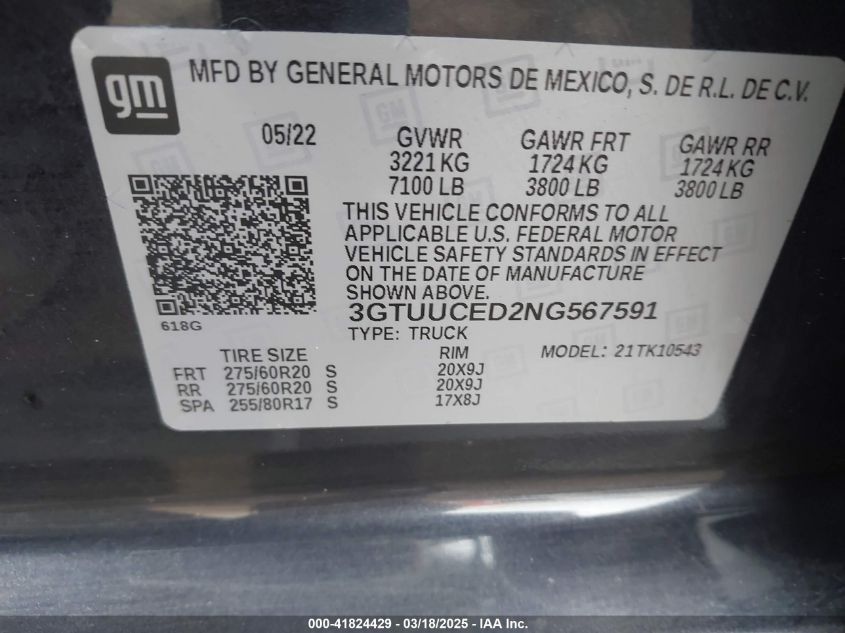 gm
MFD BY GENERAL MOTORS DE MEXICO, S. DE R.L. DE C.V.
05/22 GVWR GAWR FRT GAWR RR
3221 KG 1724 KG 1724 KG
7100 LB 3800 LB 3800 LB
THIS VEHICLE CONFORMS TO ALL
APPLICABLE U.S. FEDERAL MOTOR
VEHICLE SAFETY STANDARDS IN EFFECT
ON THE DATE OF MANUFACTURE
SHOWN ABOVE.
3GTUUCED2NG567591
618G
TYPE: TRUCK
TIRE SIZE RIM MODEL: 21TK10543
FRT 275/60R20 S 20X9J
RR 275/60R20 S 20X9J
SPA 255/80R17 S 17X8J
000-41824429 - 03/18/2025 - IAA Inc.